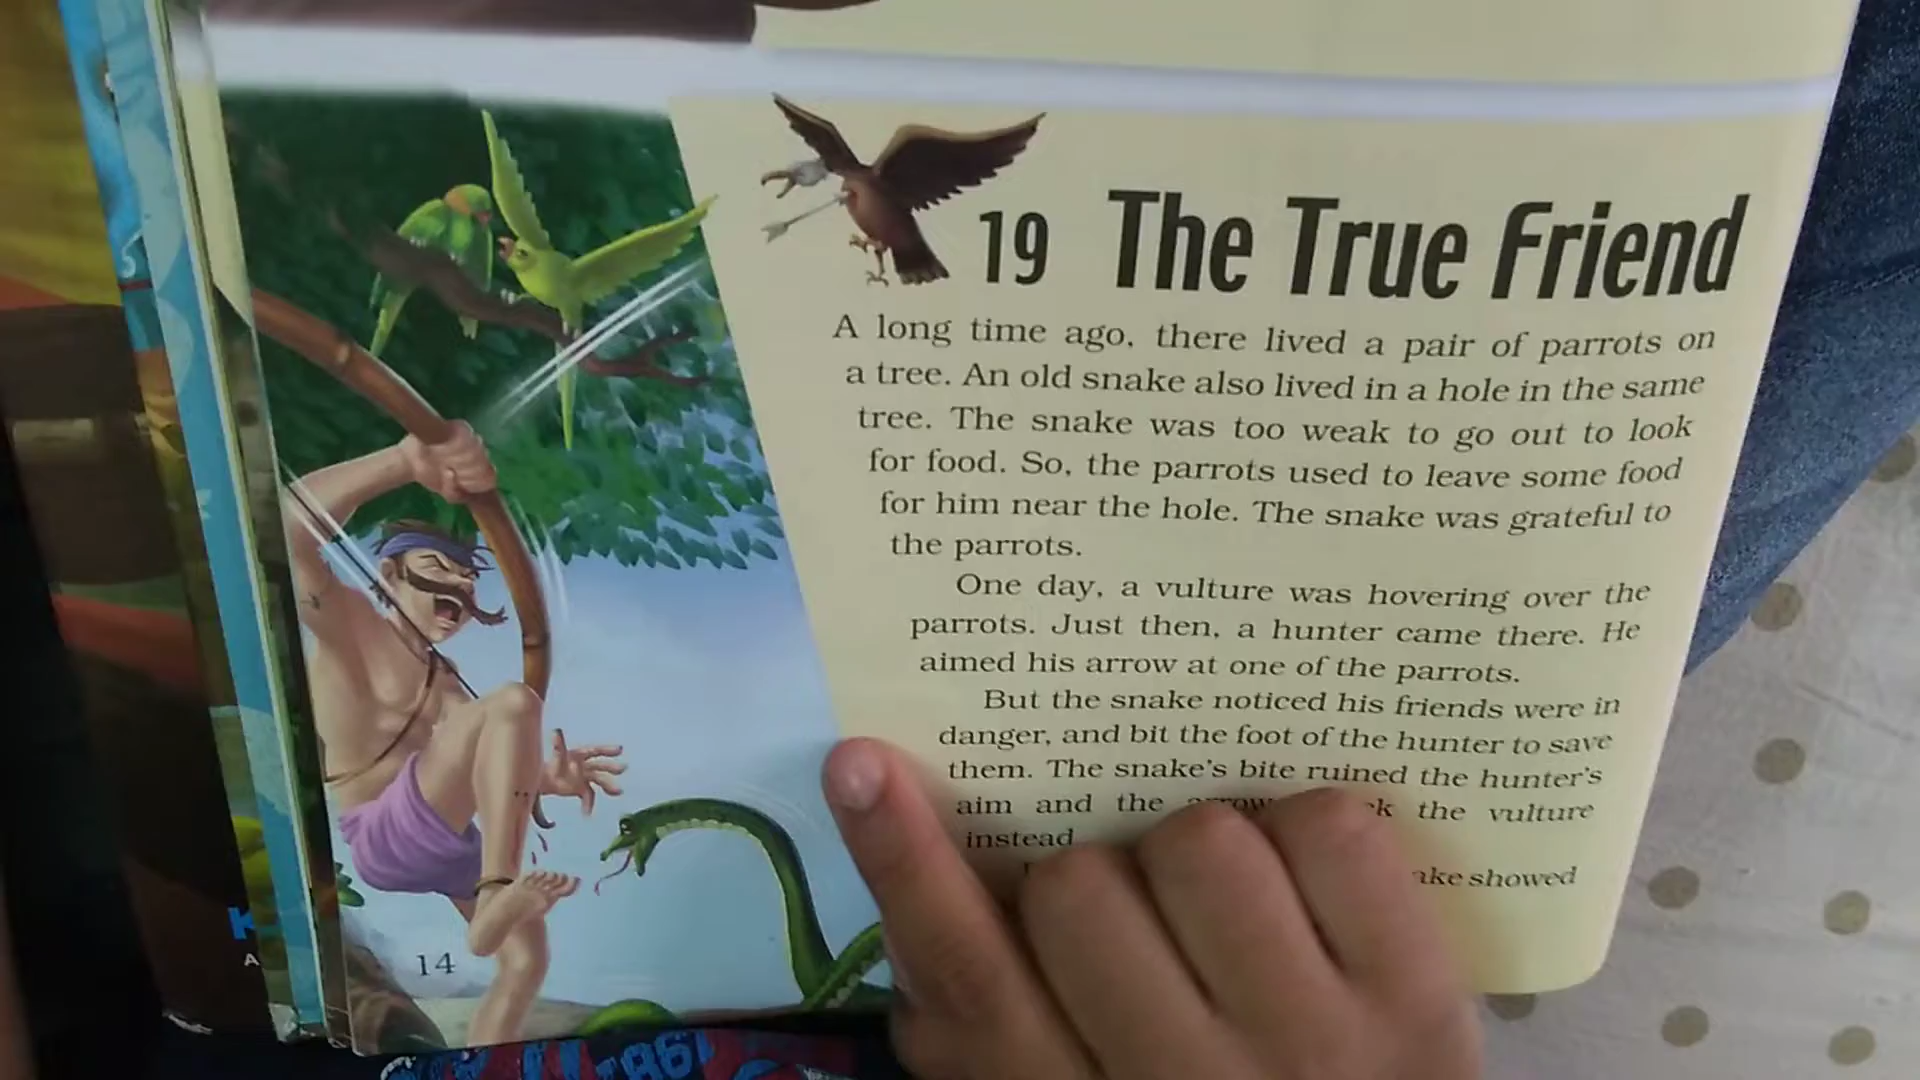 19 The True Friend
A long time ago, there lived a pair of parrots on
a tree. An old snake also lived in a hole in the same
tree. The snake was too weak to go out to look
for food. So, the parrots used to leave some food
for him near the hole. The snake was grateful to
the parrots.
One day, a vulture was hovering over the
parrots. Just then, a hunter came there. He
aimed his arrow at one of the parrots.
But the snake noticed his friends were in
danger, and bit the foot of the hunter to save
them. The snake's bite ruined the hunter's
aim and the the vulture
instead
showed
14